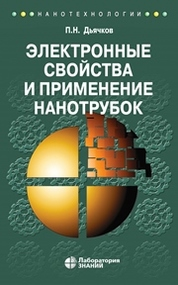 НАНОТЕХНОЛОГИИ
П.Н. Дьячков
ЭЛЕКТРОННЫЕ
СВОЙСТВА
И ПРИМЕНЕНИЕ
НАНОТРУБОК
Лаборатория
ЗНАНИЙ